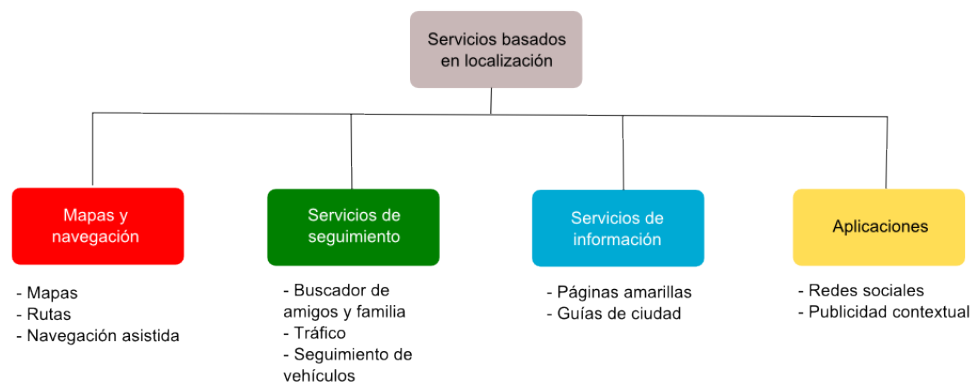 Servicios basados
en localización
Mapas y
navegación
Servicios de
seguimiento
Servicios de
información
Aplicaciones
- Mapas
- Rutas
- Navegación asistida
- Buscador de
amigos y familia
- Tráfico
- Seguimiento de
vehículos
- Páginas amarillas
- Guías de ciudad
- Redes sociales
- Publicidad contextual